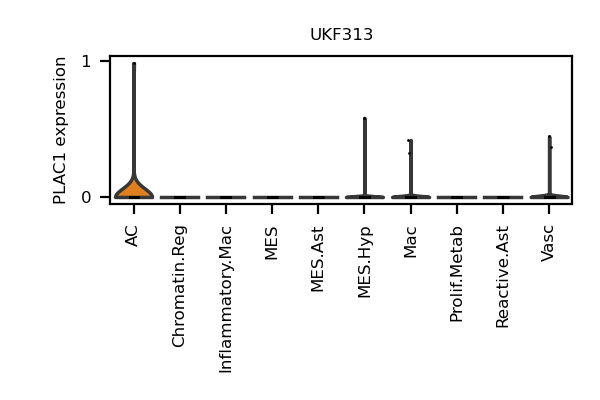 UKF313
PLAC1 expression
1
0
AC
Chromatin.Reg
Inflammatory.Mac
MES
MES.Ast
MES.Hyp
Mac
Prolif.Metab
Reactive.Ast
Vasc